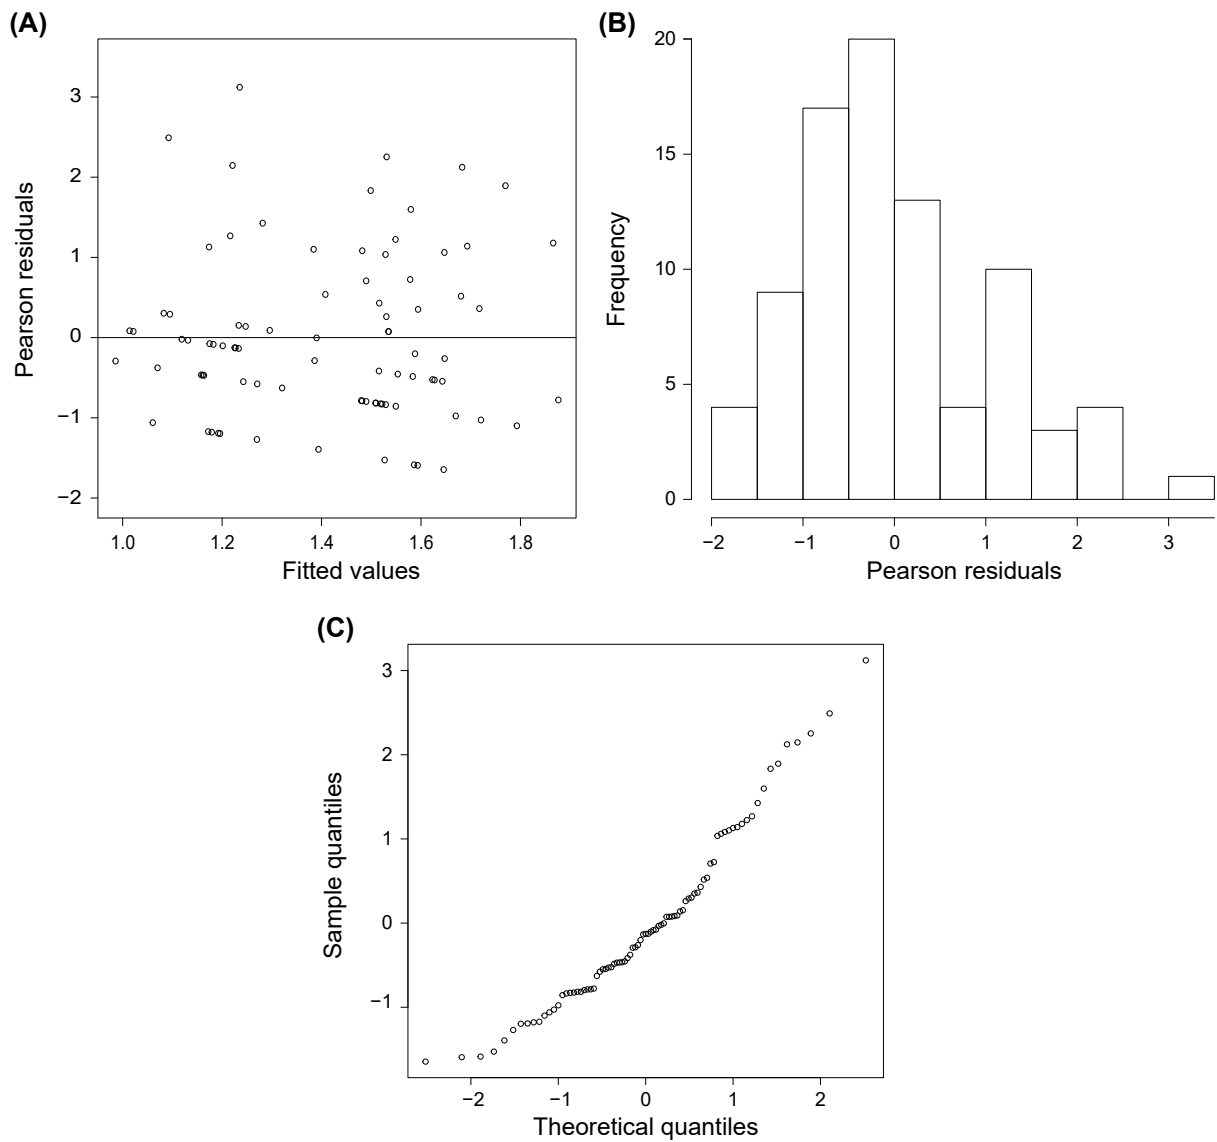 (A)
Pearson residuals
3
2
1
0
−1
−2
1.0 1.2 1.4 1.6 1.8
Fitted values
(B)
Frequency
20
15
10
5
0
−2 −1 0 1 2 3
Pearson residuals
(C)
Sample quantiles
3
2
1
0
−1
−2 −1 0 1 2
Theoretical quantiles